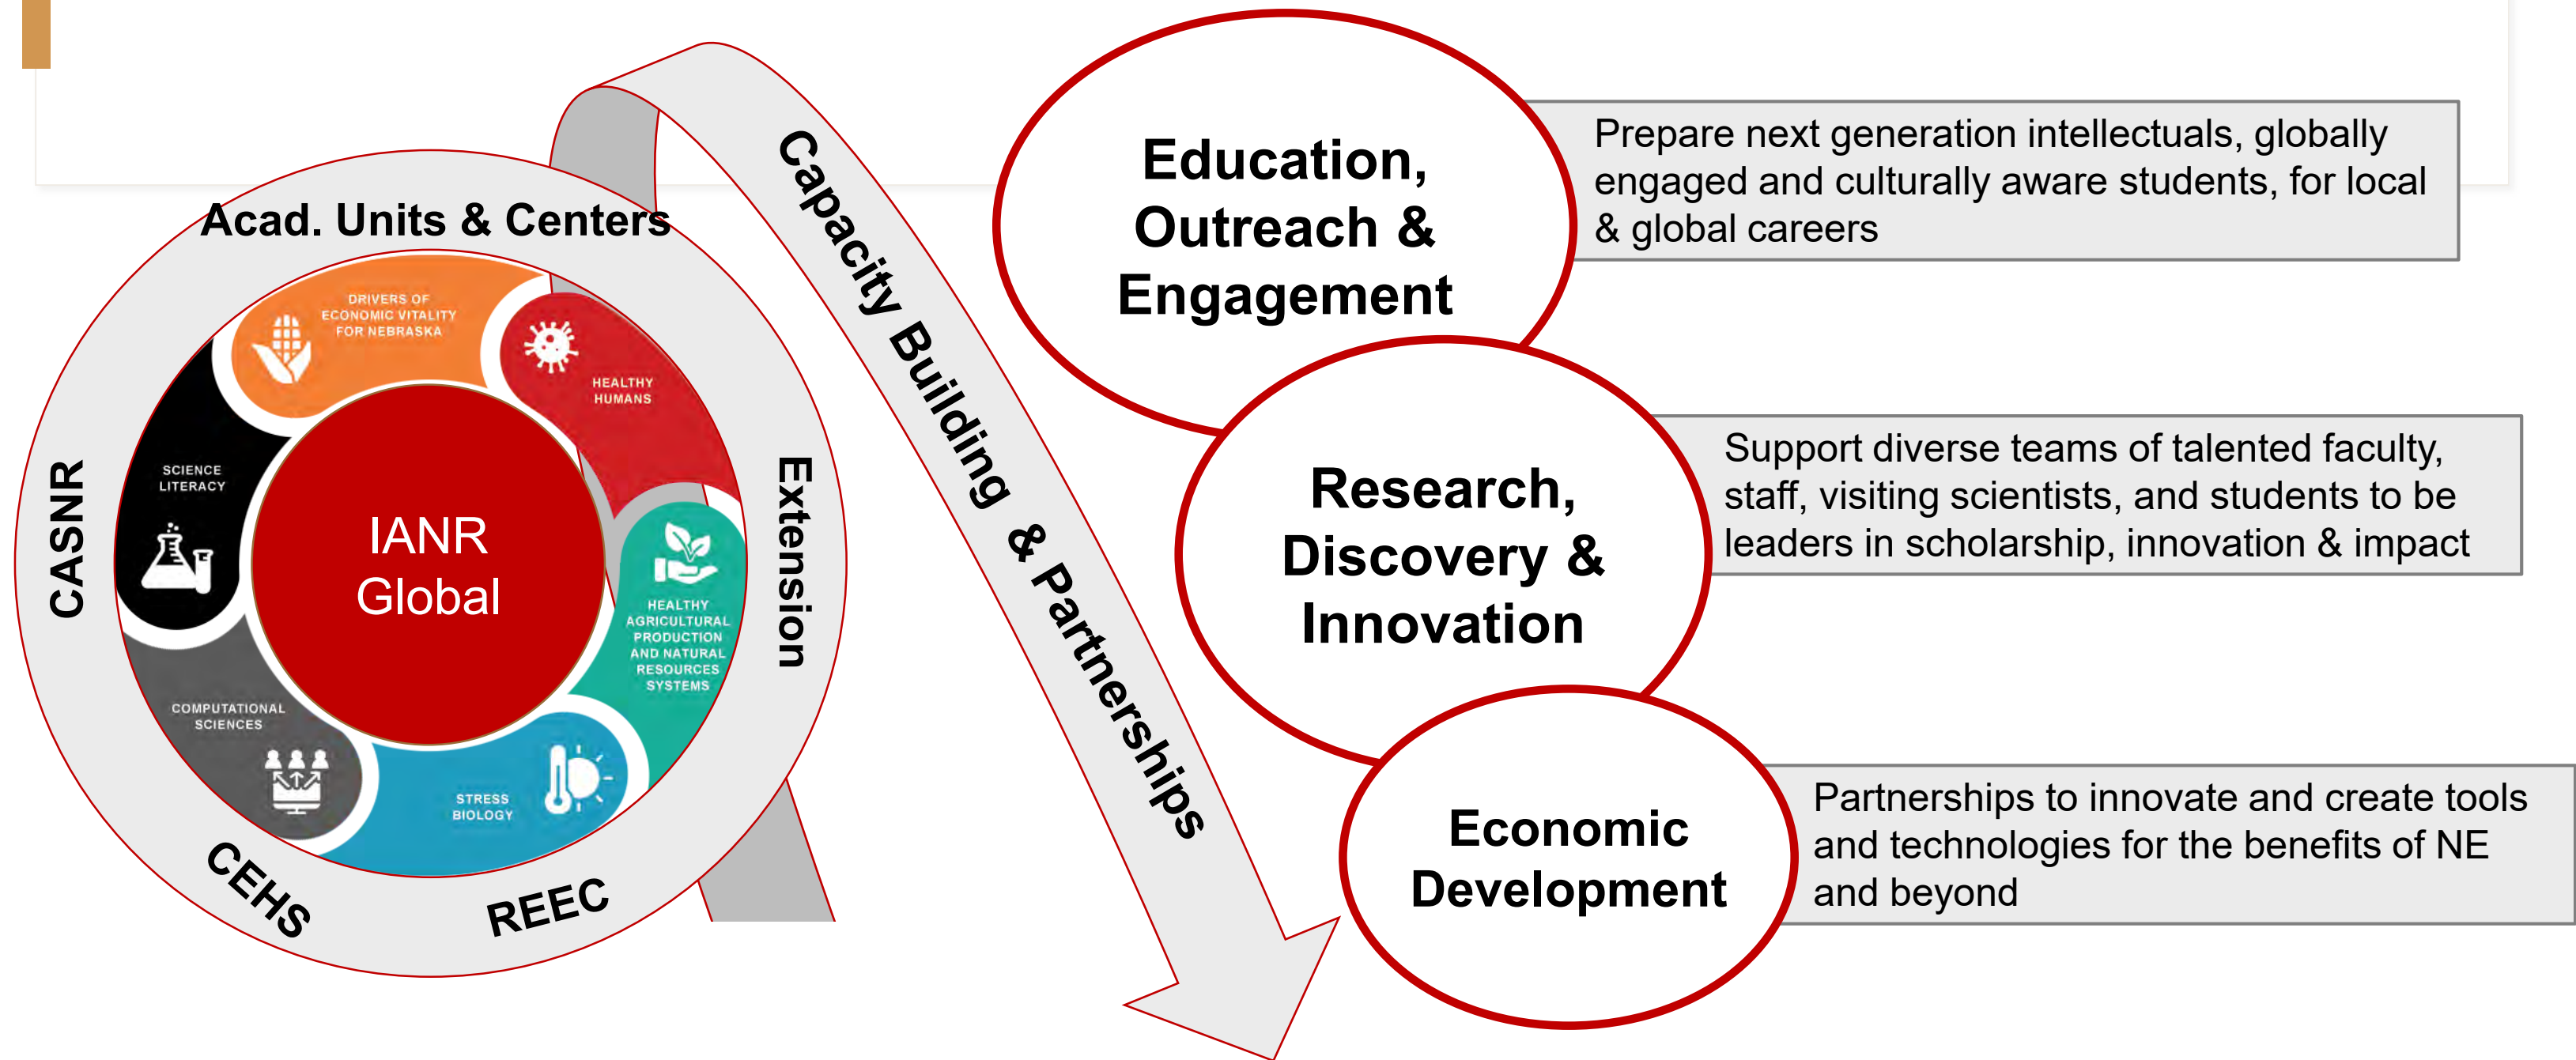 Acad. Units & Centers
CASNR
Extension
CEHS
REEC
DRIVERS OF
ECONOMIC VITALITY
FOR NEBRASKA
HEALTHY
HUMANS
SCIENCE
LITERACY
IANR
Global
HEALTHY
AGRICULTURAL
PRODUCTION
AND NATURAL
RESOURCES
SYSTEMS
COMPUTATIONAL
SCIENCES
STRESS
BIOLOGY
Capacity Building & Partnerships
Education,
Outreach &
Engagement
Prepare next generation intellectuals, globally
engaged and culturally aware students, for local
& global careers
Research,
Discovery &
Innovation
Support diverse teams of talented faculty,
staff, visiting scientists, and students to be
leaders in scholarship, innovation & impact
Economic
Development
Partnerships to innovate and create tools
and technologies for the benefits of NE
and beyond